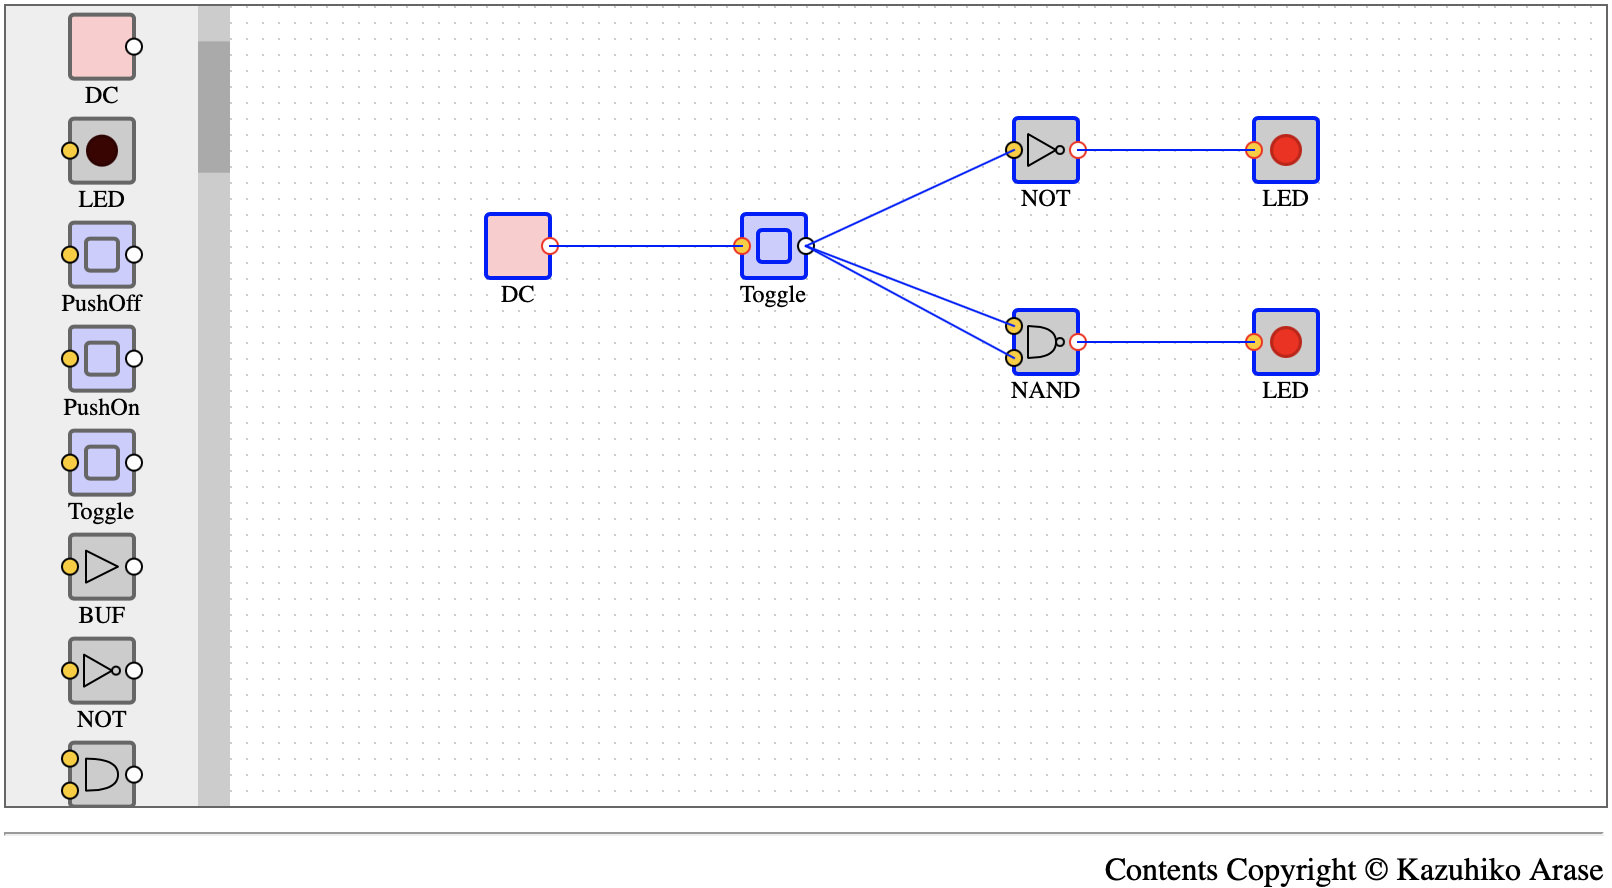 DC
LED
PushOff
PushOn
Toggle
BUF
NOT
DC
Toggle
NOT
LED
NAND
LED
Contents Copyright © Kazuhiko Arase